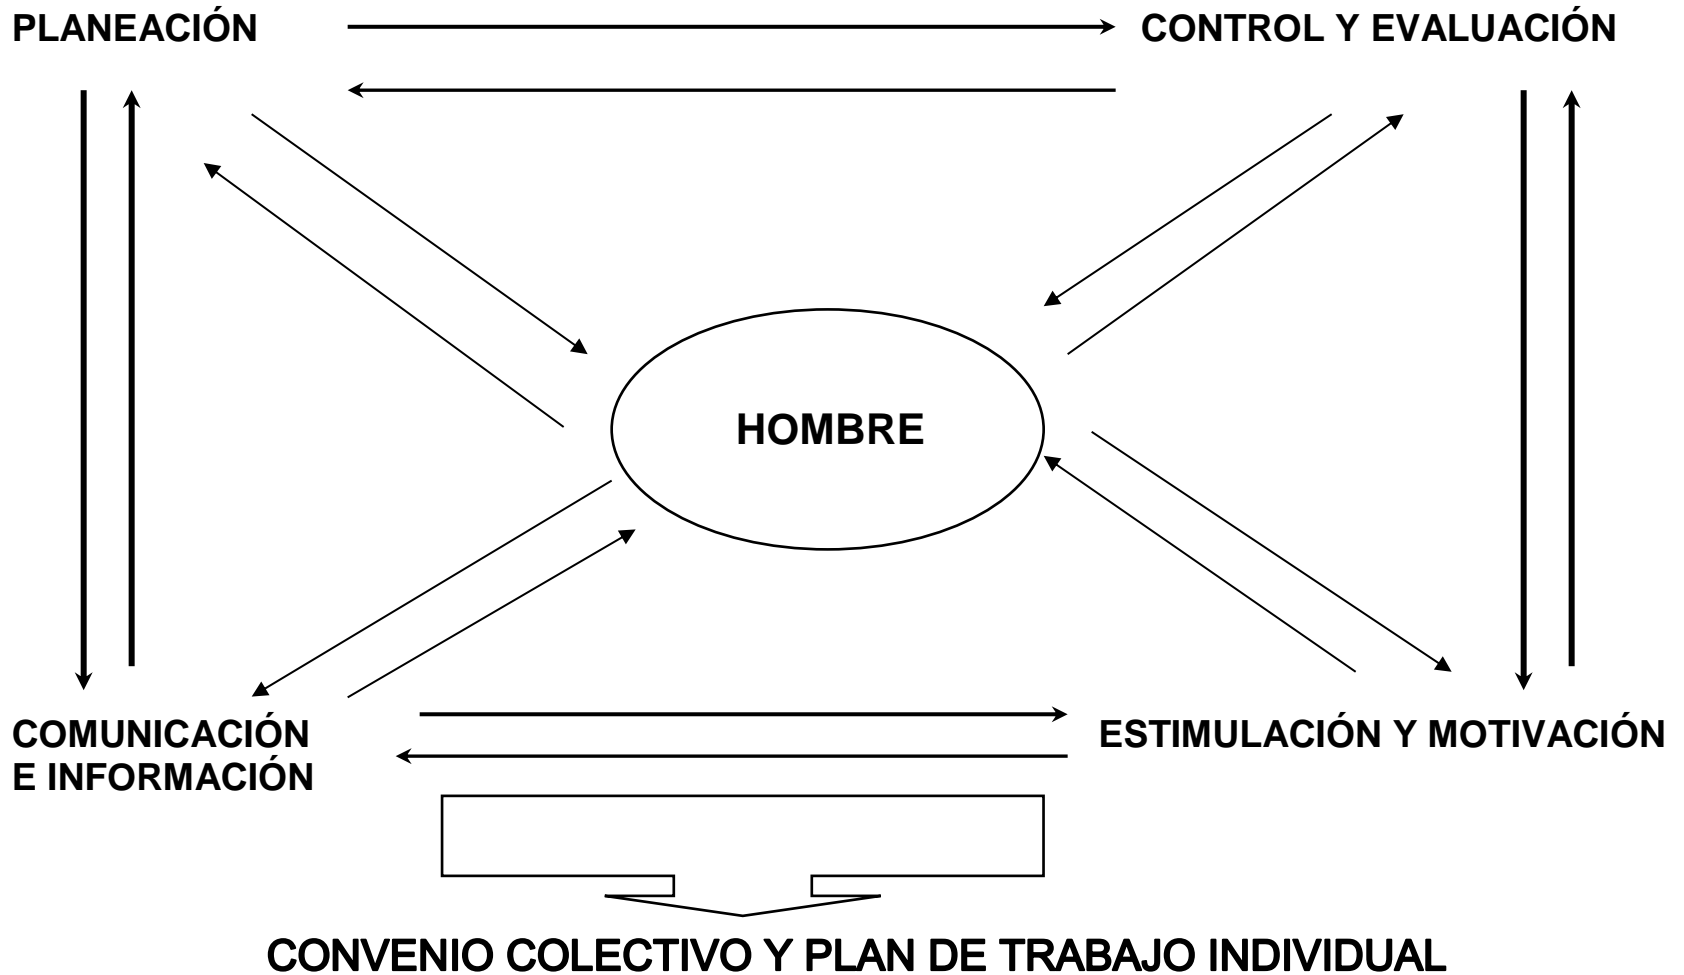 PLANEACIÓN
CONTROL Y EVALUACIÓN
HOMBRE
COMUNICACIÓN
E INFORMACIÓN
ESTIMULACIÓN Y MOTIVACIÓN
CONVENIO COLECTIVO Y PLAN DE TRABAJO INDIVIDUAL